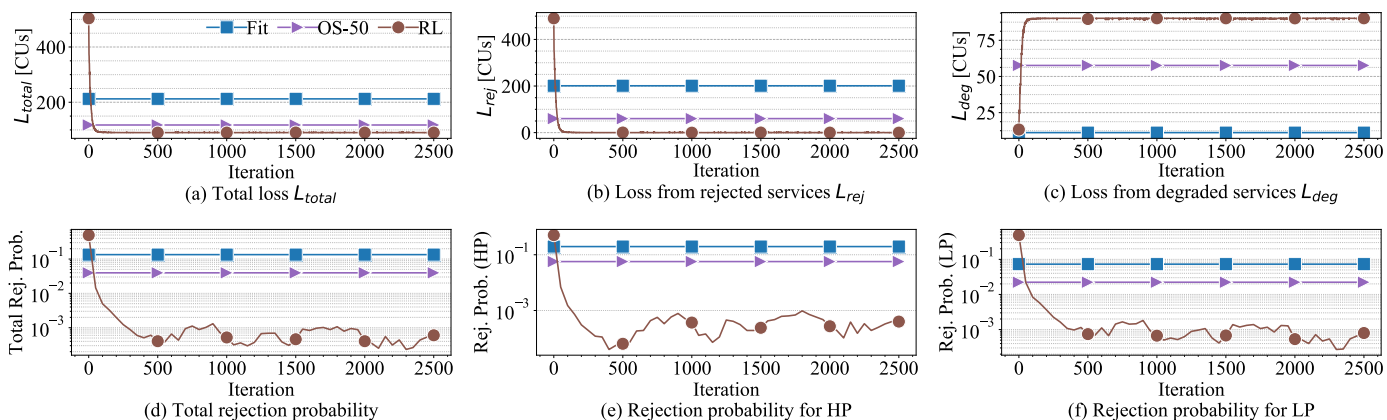 Fit OS-50 RL
L_total [CUs]
400
200
0 500 1000 1500 2000 2500
Iteration
(a) Total loss L_total
L_rej [CUs]
400
200
0
0 500 1000 1500 2000 2500
Iteration
(b) Loss from rejected services L_rej
L_deg [CUs]
75
50
25
0 500 1000 1500 2000 2500
Iteration
(c) Loss from degraded services L_deg
Total Rej. Prob.
10⁻¹
10⁻²
10⁻³
0 500 1000 1500 2000 2500
Iteration
(d) Total rejection probability
Rej. Prob. (HP)
10⁻¹
10⁻³
0 500 1000 1500 2000 2500
Iteration
(e) Rejection probability for HP
Rej. Prob. (LP)
10⁻¹
10⁻²
10⁻³
0 500 1000 1500 2000 2500
Iteration
(f) Rejection probability for LP